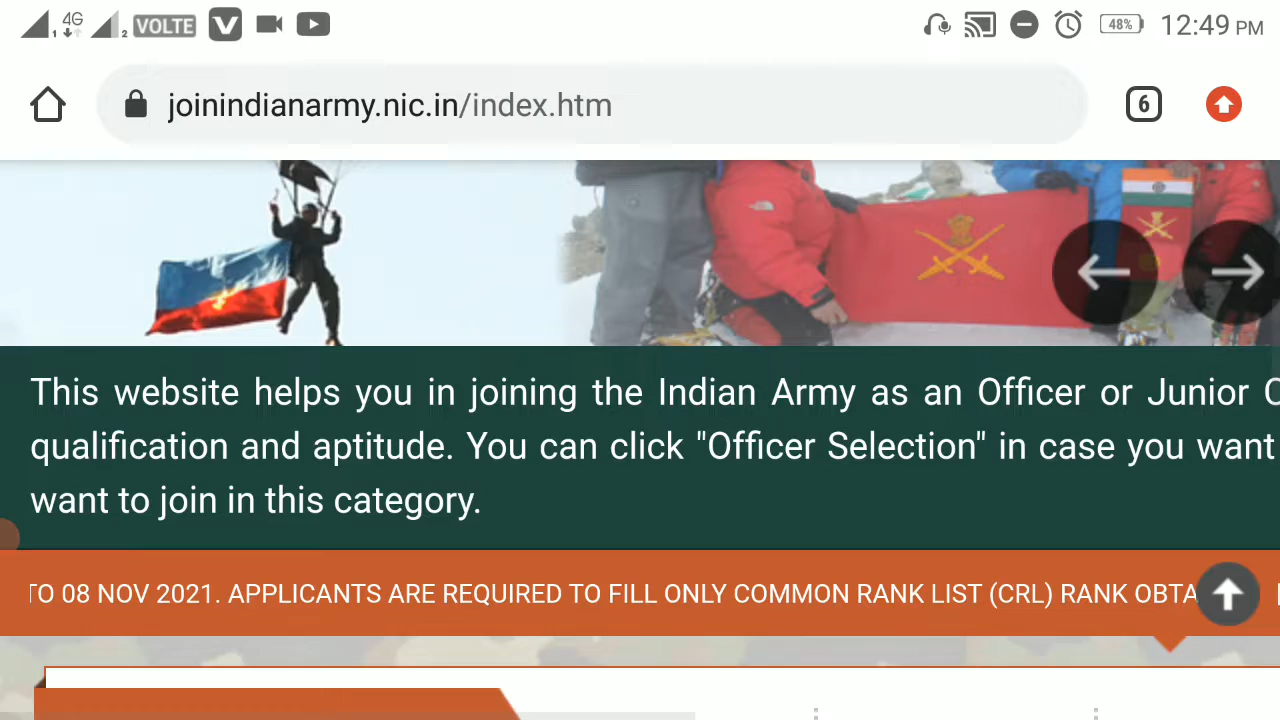 4G
1
2
VOLTE
48%
12:49 PM
joinindianarmy.nic.in/index.htm
6
This website helps you in joining the Indian Army as an Officer or Junior
qualification and aptitude. You can click "Officer Selection" in case you want
want to join in this category.
TO 08 NOV 2021. APPLICANTS ARE REQUIRED TO FILL ONLY COMMON RANK LIST (CRL) RANK OBTA